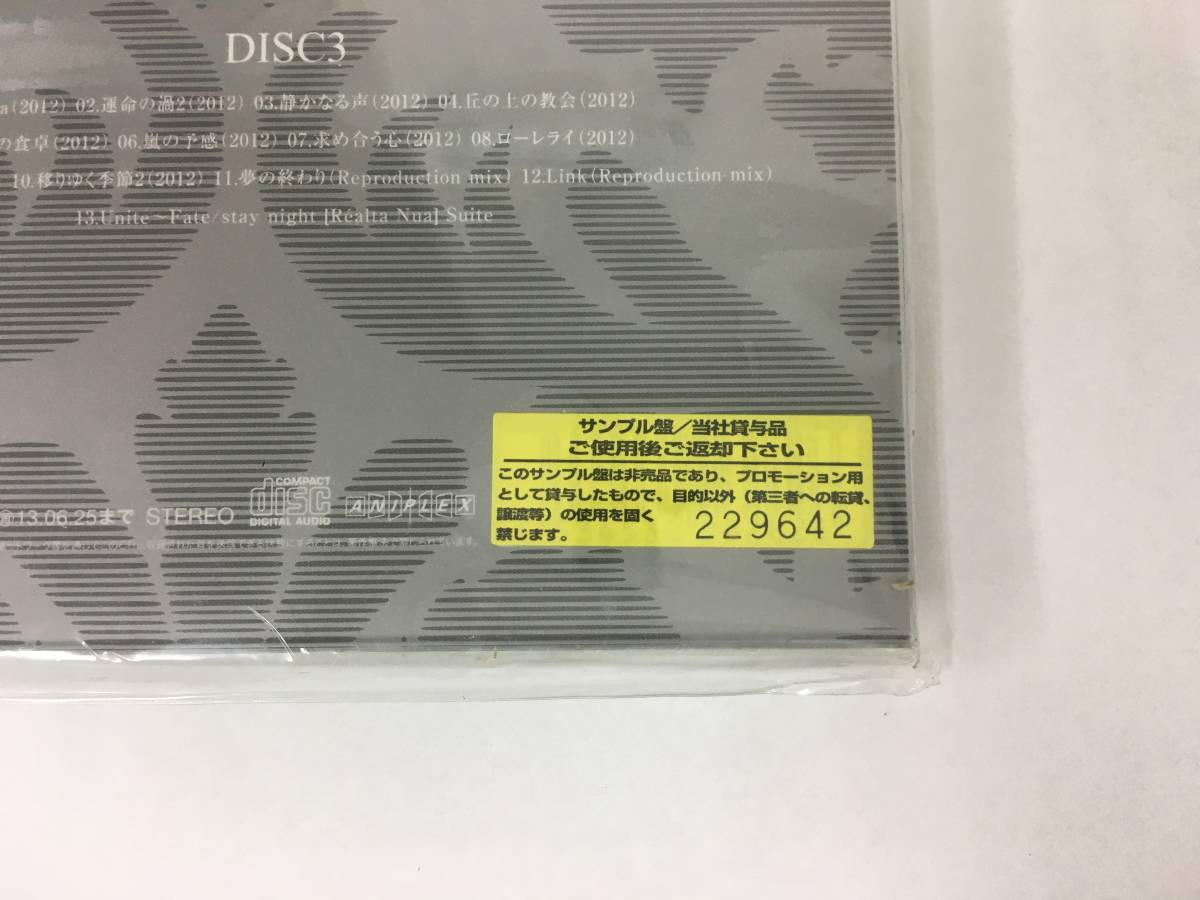 DISC3
a(2012) 02.運命の渦2(2012) 03.静かなる声(2012) 04.丘の上の教会(2012)
の食卓(2012) 06.嵐の予感(2012) 07.求め合う心(2012) 08.ローレライ(2012)
10.移りゆく季節2(2012) 11.夢の終わり(Reproduction mix) 12.Link(Reproduction mix)
13.Unite~Fate/stay night [Réalta Nua] Suite
サンプル盤/当社貸与品
ご使用後ご返却下さい
このサンプル盤は非売品であり、プロモーション用
として貸与したもので、目的以外(第三者への転貸、
譲渡等)の使用を固く
禁じます。 229642
13.06.25まで STEREO COMPACT disc DIGITAL AUDIO ANIPLEX